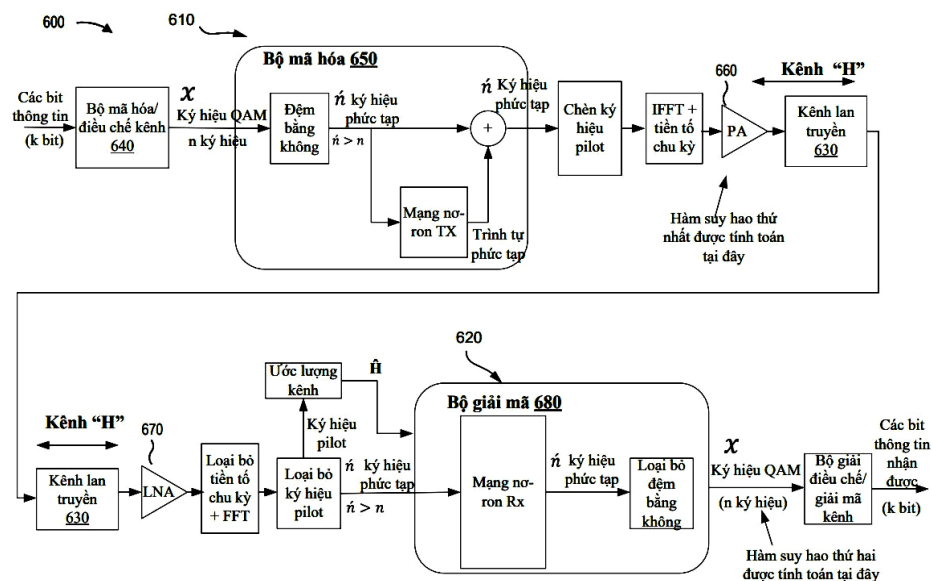 600
610
Bộ mã hóa 650
Các bit
thông tin
(k bit)
Bộ mã hóa/
điều chế kênh
640
x
Ký hiệu QAM
n ký hiệu
Đệm
bằng
không
ń ký hiệu
phức tạp
ń > n
Mạng nơ-
ron TX
+
Trình tự
phức tạp
ń Ký hiệu
phức tạp
Chèn ký
hiệu
pilot
IFFT +
tiền tố
chu kỳ
660
PA
Kênh “H”
Kênh lan
truyền
630
Hàm suy hao thứ
nhất được tính toán
tại đây
620
Kênh “H”
Kênh lan
truyền
630
670
LNA
Loại bỏ
tiền tố
chu kỳ
+ FFT
Ước lượng
kênh
Ĥ
Ký hiệu
pilot
Loại bỏ
ký hiệu
pilot
ń ký hiệu
phức tạp
ń > n
Bộ giải mã 680
Mạng nơ-
ron Rx
ń ký hiệu
phức tạp
Loại bỏ
đệm
bằng
không
x
Ký hiệu QAM
(n ký hiệu)
Bộ giải
điều chế/
giải mã
kênh
Các bit
thông tin
nhận
được
(k bit)
Hàm suy hao thứ hai
được tính toán tại đây